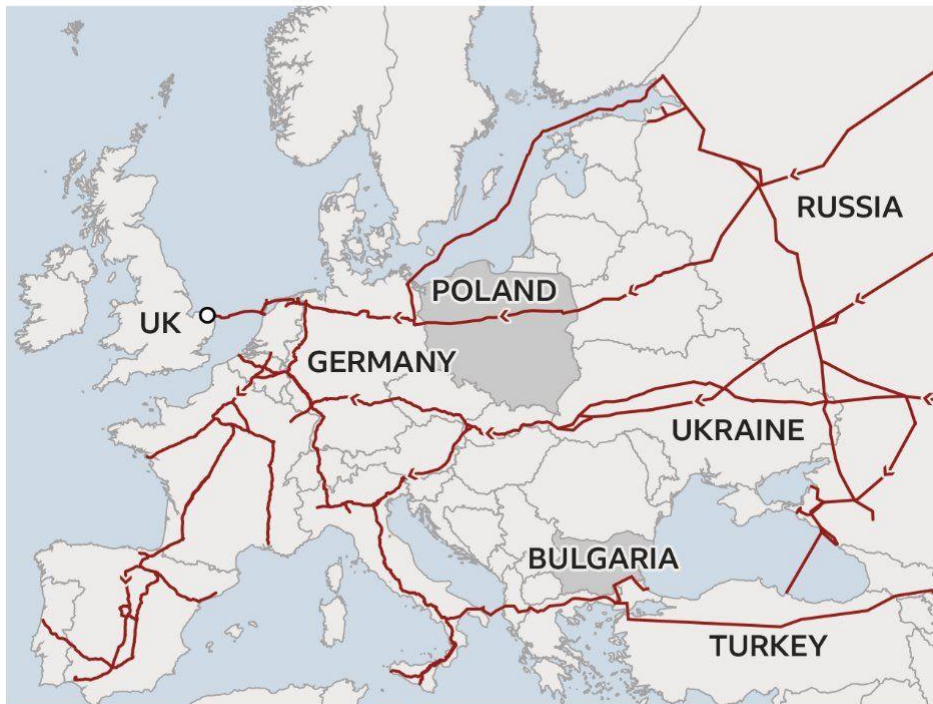 RUSSIA
POLAND
UK
GERMANY
UKRAINE
BULGARIA
TURKEY